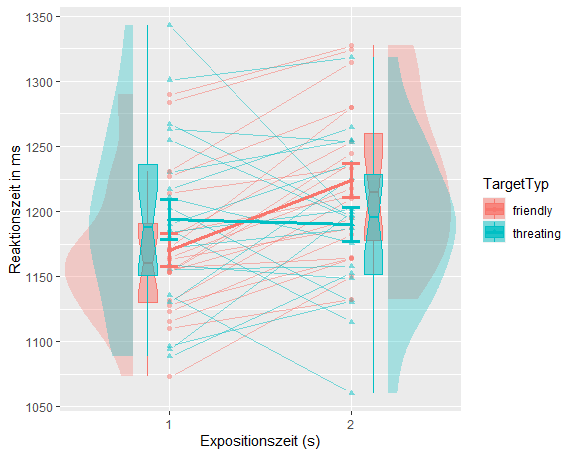 1350
1300
1250
1200
1150
1100
1050
Reaktionszeit in ms
1
2
Expositionszeit (s)
TargetTyp
friendly
threating